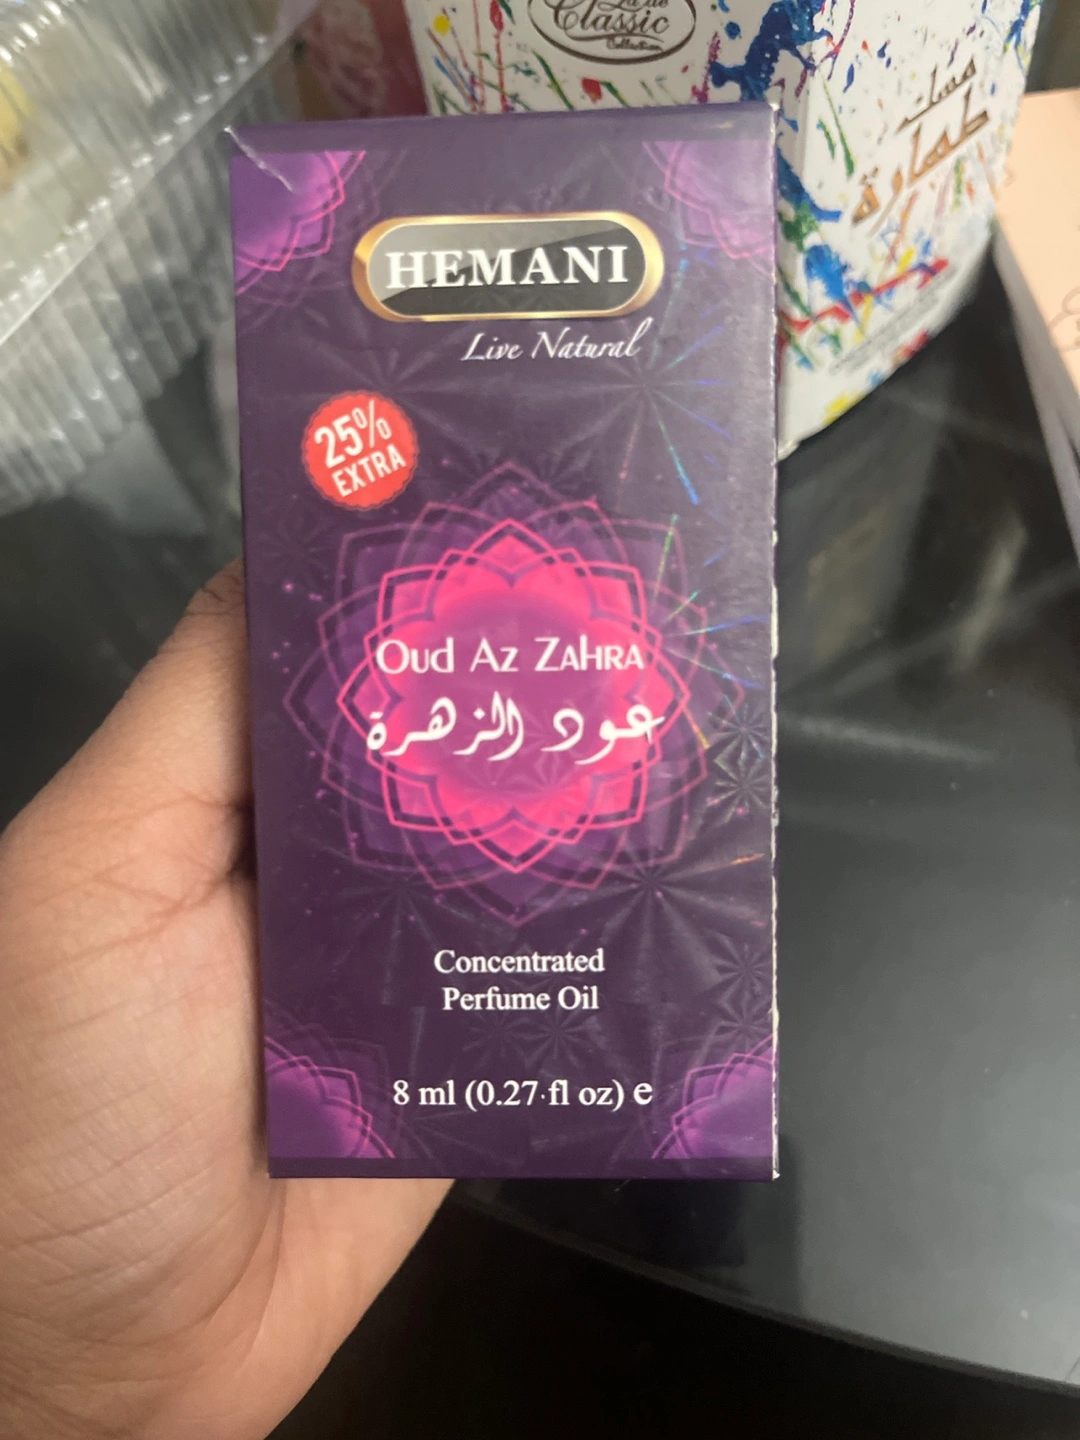 Classic
Collection
مسك
طهارة
HEMANI
Live Natural
25%
EXTRA
Oud Az Zahra
عود الزهرة
Concentrated
Perfume Oil
8 ml (0.27 fl oz) e